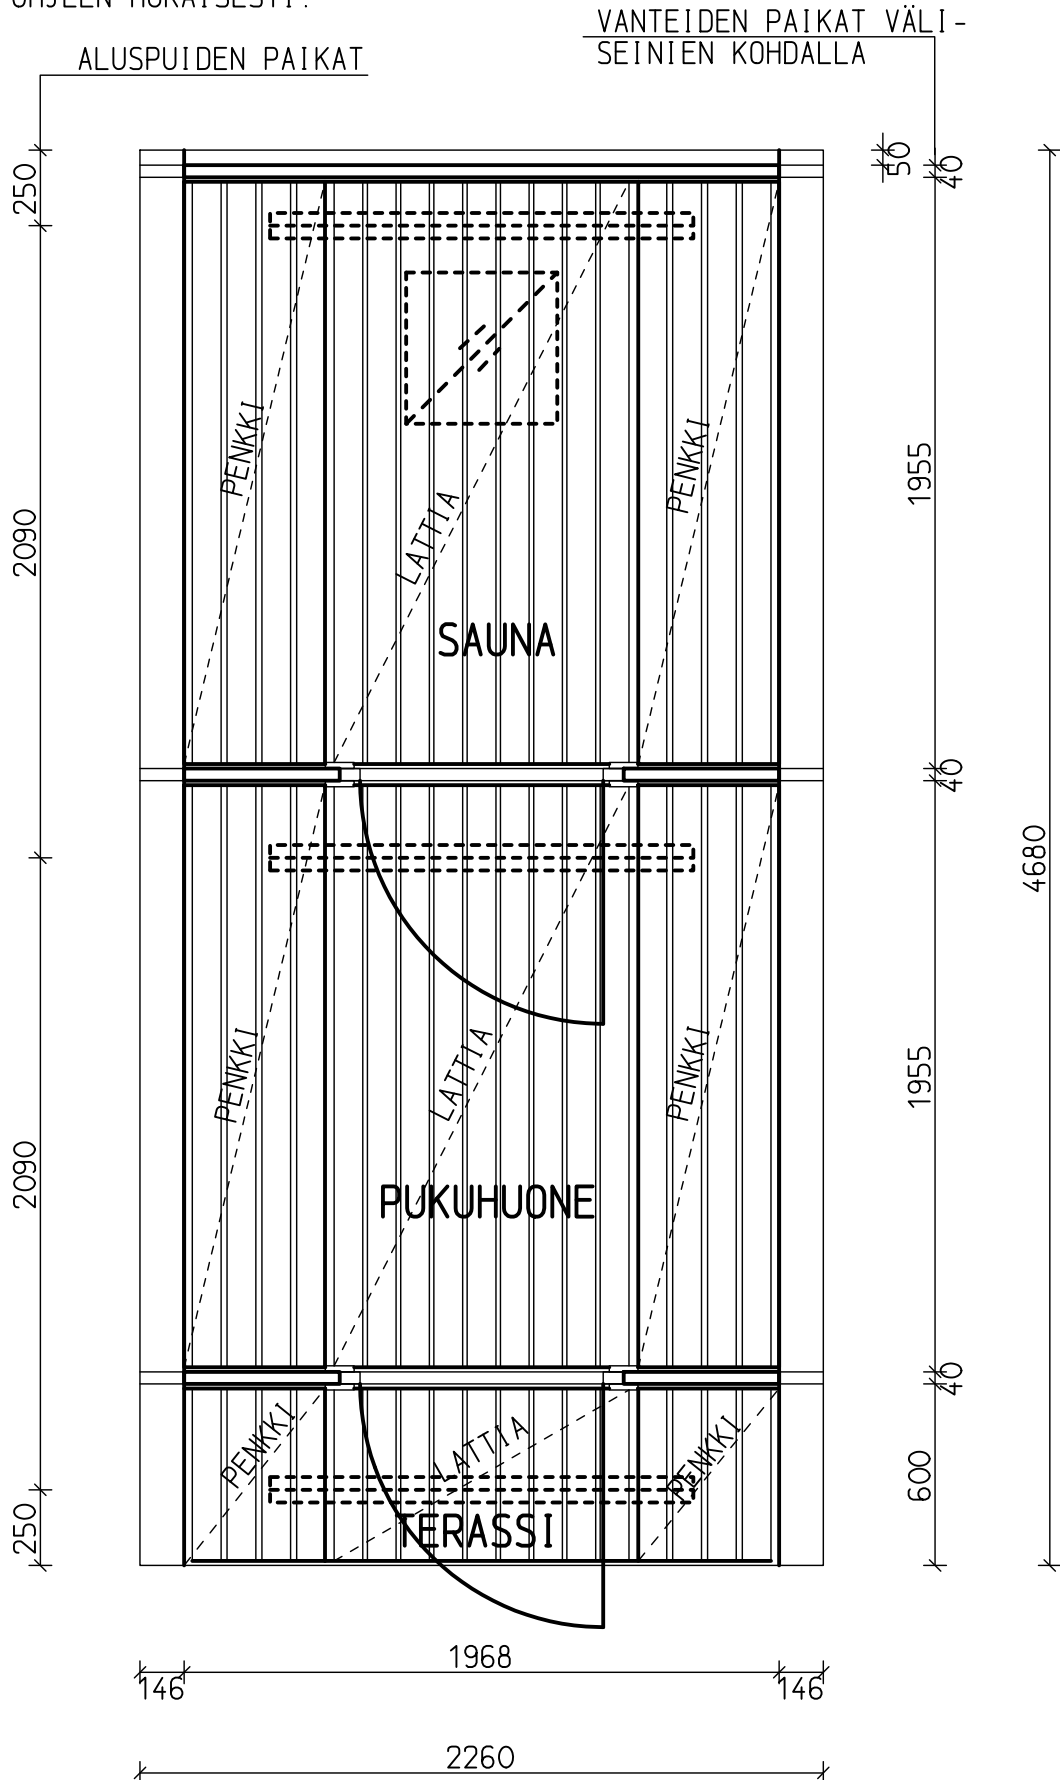 VANTEIDEN PAIKAT VÄLI-
SEINIEN KOHDALLA
ALUSPUIDEN PAIKAT
250
50
40
PENKKI
PENKKI
1955
2090
LATTIA
SAUNA
40
4680
PENKKI
LATTIA
PENKKI
1955
2090
PUKUHUONE
40
PENKKI
LATTIA
PENKKI
600
250
TERASSI
1968
146
146
2260